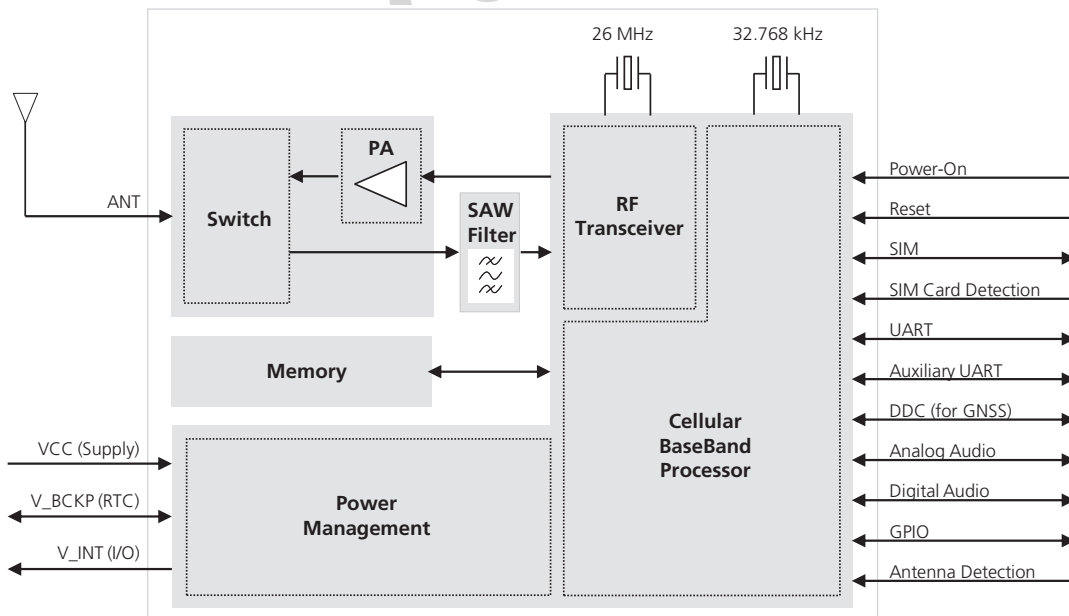 26 MHz
32.768 kHz
ANT
Switch
PA
SAW
Filter
RF
Transceiver
Memory
Cellular
BaseBand
Processor
Power
Management
VCC (Supply)
V_BCKP (RTC)
V_INT (I/O)
Power-On
Reset
SIM
SIM Card Detection
UART
Auxiliary UART
DDC (for GNSS)
Analog Audio
Digital Audio
GPIO
Antenna Detection